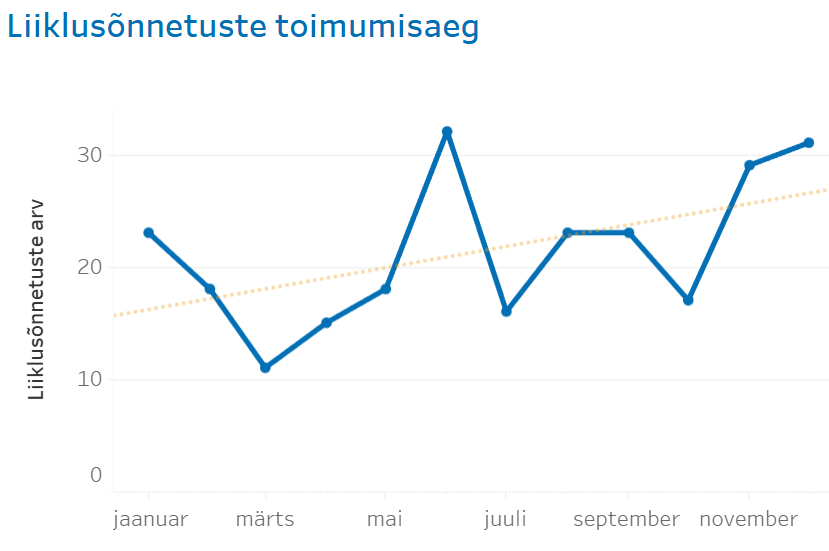 Liiklusõnnetuste toimumisaeg
Liiklusõnnetuste arv
30
20
10
0
jaanuar
märts
mai
juuli
september
november